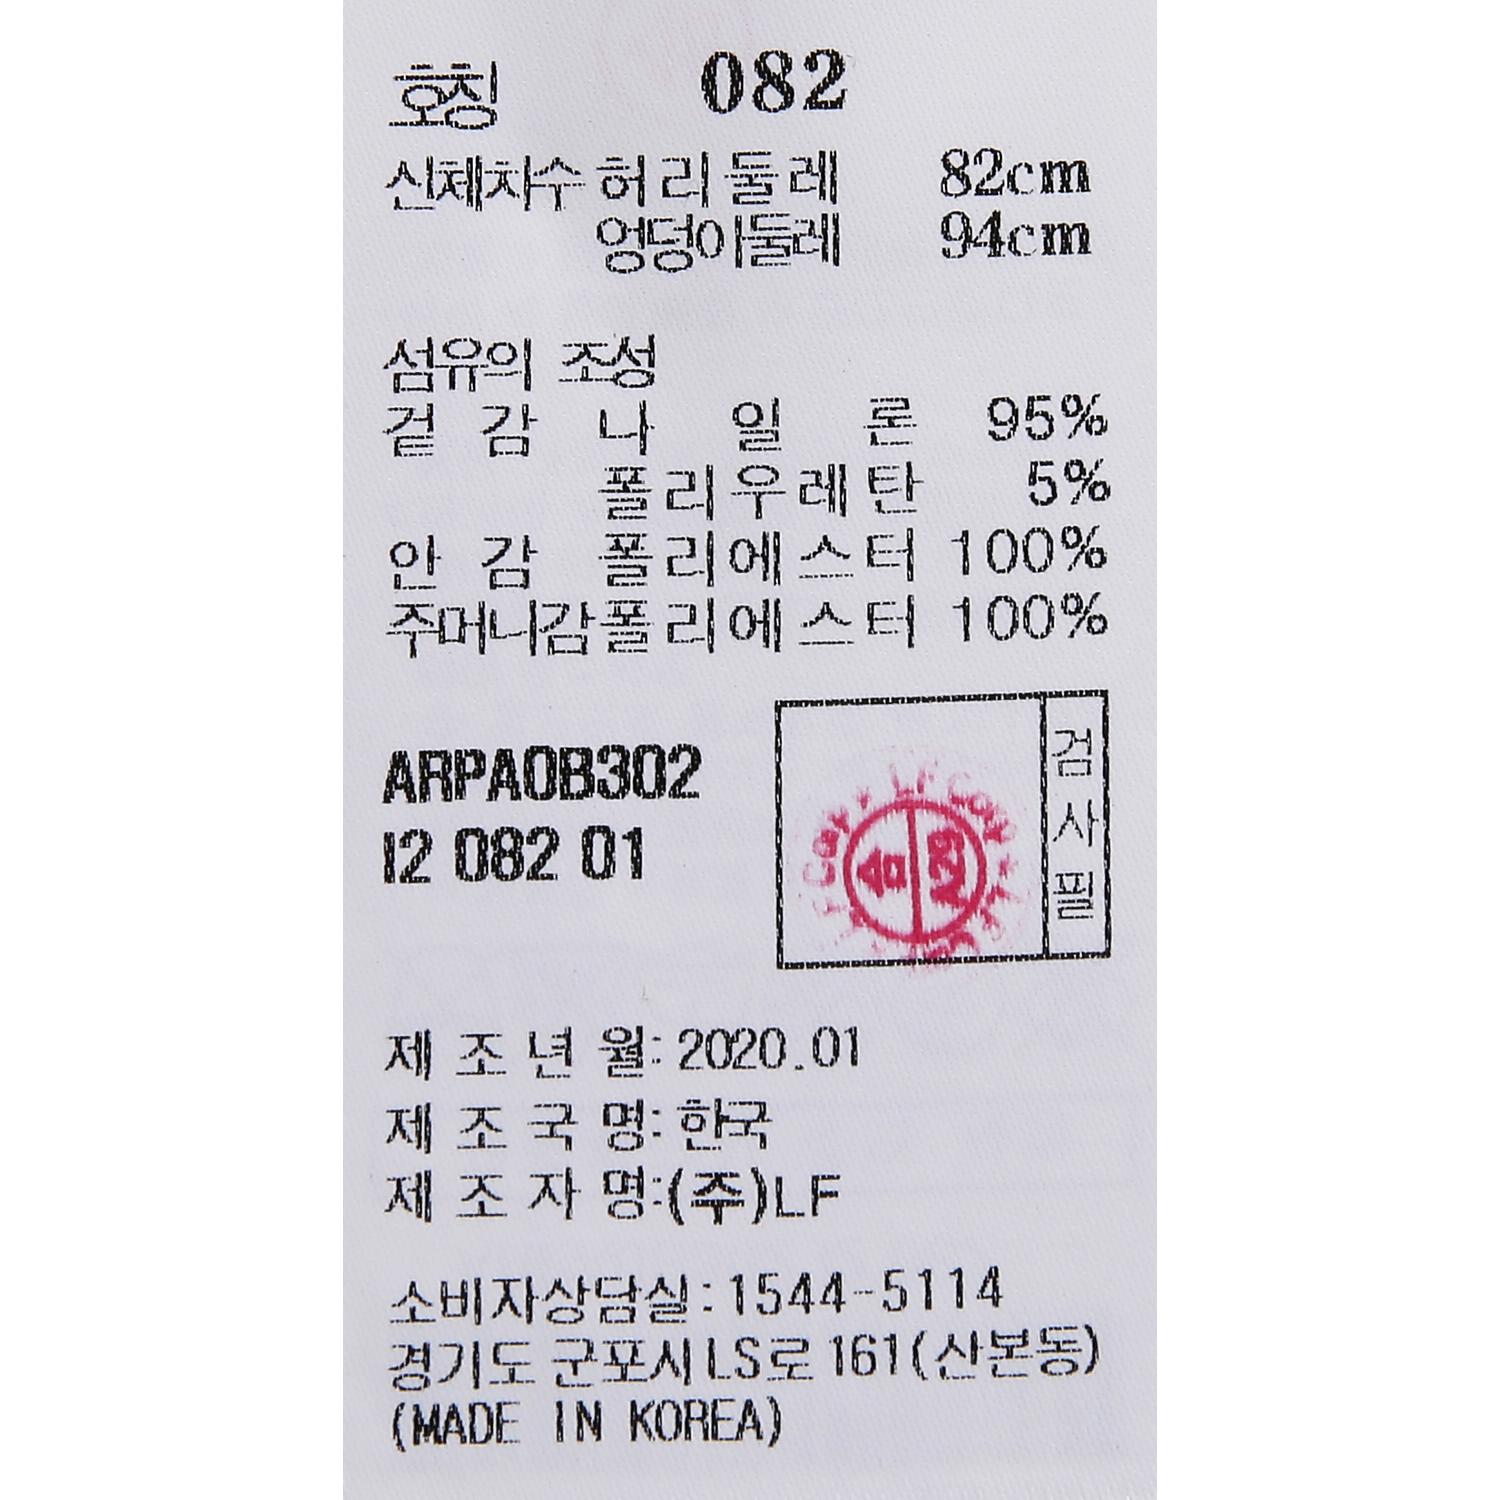 호칭 082
신체치수 허리둘레 82cm
엉덩이둘레 94cm
섬유의 조성
겉감 나일론 95%
폴리우레탄 5%
안감 폴리에스터 100%
주머니감 폴리에스터 100%
ARPA0B302
I2 082 01
검사필
제조년월: 2020.01
제조국명: 한국
제조자명:(주)LF
소비자상담실:1544-5114
경기도 군포시 LS로 161(산본동)
(MADE IN KOREA)